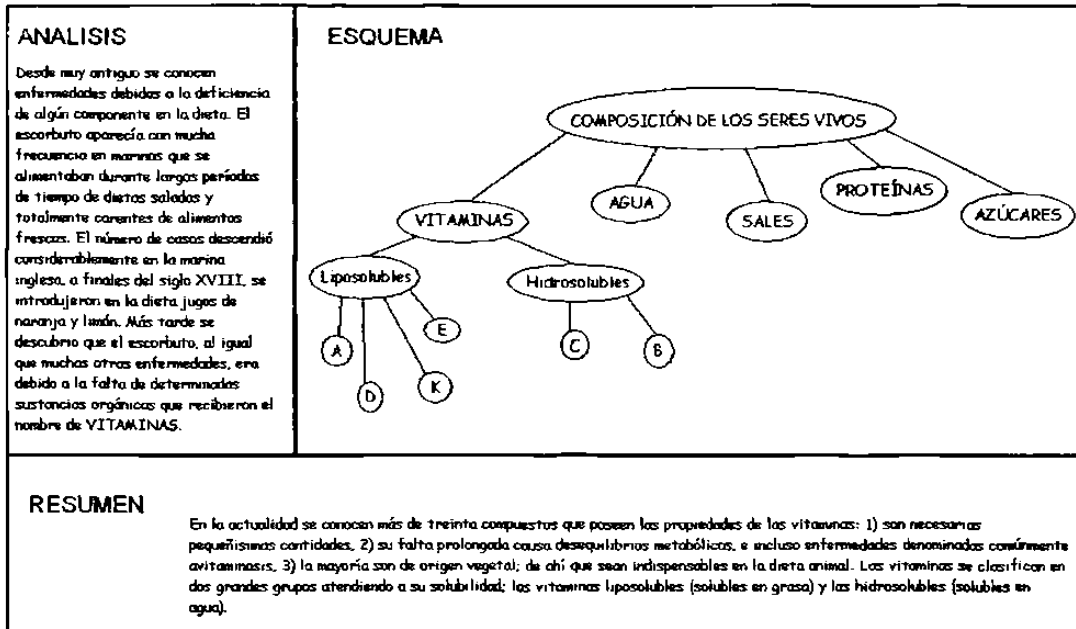 ANALISIS
Desde muy antiguo se conocen
enfermedades debidas a la deficiencia
de algún componente en la dieta. El
escorbuto aparecía con mucha
frecuencia en marinos que se
alimentaban durante largos períodos
de tiempo de dietas saladas y
totalmente carentes de alimentos
frescos. El número de casos descendió
considerablemente en la marina
inglesa, a finales del siglo XVIII, se
introdujeron en la dieta jugos de
naranja y limón. Más tarde se
descubrio que el escorbuto, al igual
que muchas otras enfermedades, era
debido a la falta de determinadas
sustancias orgánicas que recibieron el
nombre de VITAMINAS.
ESQUEMA
COMPOSICIÓN DE LOS SERES VIVOS
VITAMINAS
AGUA
SALES
PROTEÍNAS
AZÚCARES
Liposolubles
Hidrosolubles
A
D
K
E
C
B
RESUMEN
En la actualidad se conocen más de treinta compuestos que poseen las propiedades de las vitaminas: 1) son necesarias
pequeñísimas cantidades, 2) su falta prolongada causa desequilibrios metabólicos, e incluso enfermedades denominadas comúnmente
avitaminosis, 3) la mayoría son de origen vegetal; de ahí que sean indispensables en la dieta animal. Las vitaminas se clasifican en
dos grandes grupos atendiendo a su solubilidad; las vitaminas liposolubles (solubles en grasa) y las hidrosolubles (solubles en
agua).